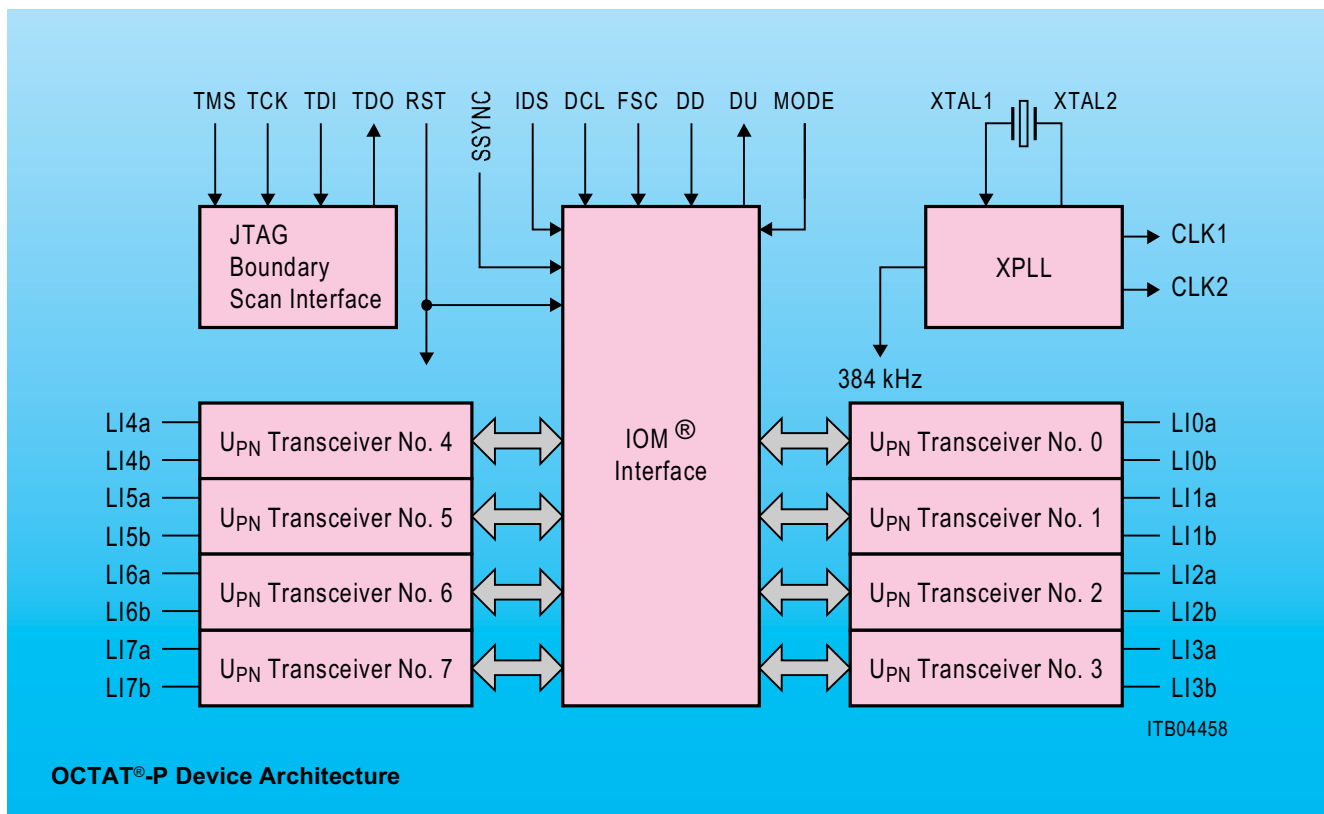 TMS TCK TDI TDO RST SSYNC IDS DCL FSC DD DU MODE XTAL1 XTAL2
JTAG
Boundary
Scan Interface
XPLL
CLK1
CLK2
384 kHz
IOM ®
Interface
LI4a
LI4b
UPN Transceiver No. 4
LI5a
LI5b
UPN Transceiver No. 5
LI6a
LI6b
UPN Transceiver No. 6
LI7a
LI7b
UPN Transceiver No. 7
UPN Transceiver No. 0
LI0a
LI0b
UPN Transceiver No. 1
LI1a
LI1b
UPN Transceiver No. 2
LI2a
LI2b
UPN Transceiver No. 3
LI3a
LI3b
ITB04458
OCTAT®-P Device Architecture